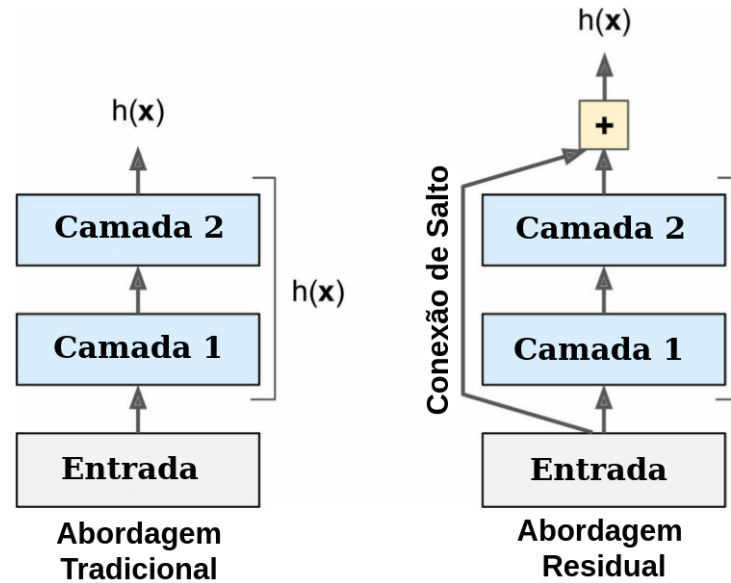 h(x)
Camada 2
h(x)
Camada 1
Entrada
Abordagem
Tradicional
h(x)
+
Conexão de Salto
Camada 2
Camada 1
Entrada
Abordagem
Residual